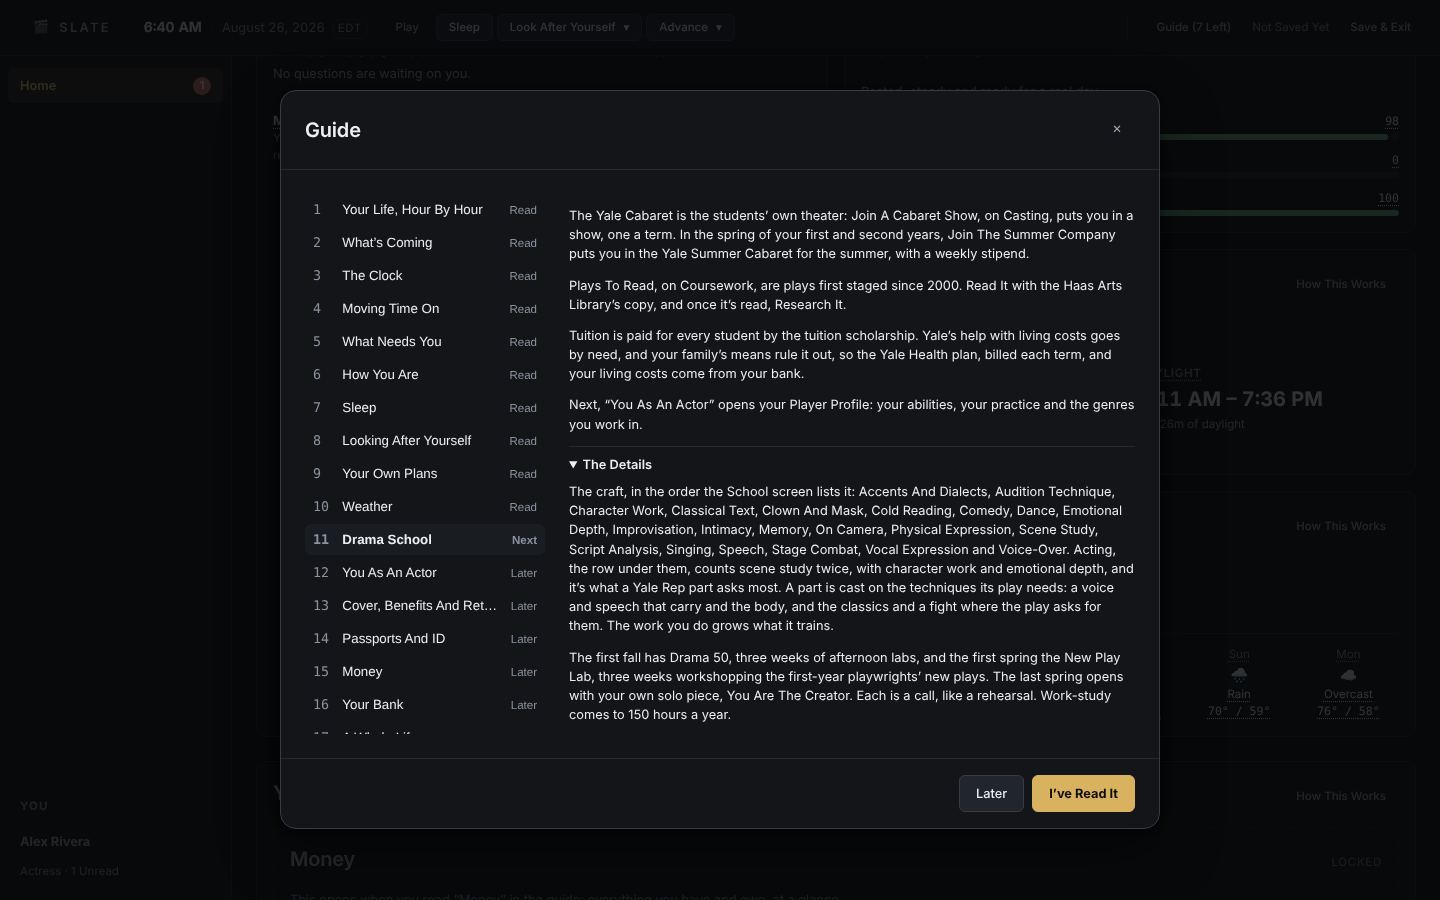 SLATE
6:40 AM
August 26, 2026
EDT
Play
Sleep
Look After Yourself
Advance
Guide (7 Left)
Not Saved Yet
Save & Exit
Home
1
No questions are waiting on you.
98
0
100
Guide
×
1 Your Life, Hour By Hour Read
2 What’s Coming Read
3 The Clock Read
4 Moving Time On Read
5 What Needs You Read
6 How You Are Read
7 Sleep Read
8 Looking After Yourself Read
9 Your Own Plans Read
10 Weather Read
11 Drama School Next
12 You As An Actor Later
13 Cover, Benefits And Ret… Later
14 Passports And ID Later
15 Money Later
16 Your Bank Later
The Yale Cabaret is the students’ own theater: Join A Cabaret Show, on Casting, puts you in a
show, one a term. In the spring of your first and second years, Join The Summer Company
puts you in the Yale Summer Cabaret for the summer, with a weekly stipend.
Plays To Read, on Coursework, are plays first staged since 2000. Read It with the Haas Arts
Library’s copy, and once it’s read, Research It.
Tuition is paid for every student by the tuition scholarship. Yale’s help with living costs goes
by need, and your family’s means rule it out, so the Yale Health plan, billed each term, and
your living costs come from your bank.
Next, “You As An Actor” opens your Player Profile: your abilities, your practice and the genres
you work in.
▼ The Details
The craft, in the order the School screen lists it: Accents And Dialects, Audition Technique,
Character Work, Classical Text, Clown And Mask, Cold Reading, Comedy, Dance, Emotional
Depth, Improvisation, Intimacy, Memory, On Camera, Physical Expression, Scene Study,
Script Analysis, Singing, Speech, Stage Combat, Vocal Expression and Voice-Over. Acting,
the row under them, counts scene study twice, with character work and emotional depth, and
it’s what a Yale Rep part asks most. A part is cast on the techniques its play needs: a voice
and speech that carry and the body, and the classics and a fight where the play asks for
them. The work you do grows what it trains.
The first fall has Drama 50, three weeks of afternoon labs, and the first spring the New Play
Lab, three weeks workshopping the first-year playwrights’ new plays. The last spring opens
with your own solo piece, You Are The Creator. Each is a call, like a rehearsal. Work-study
comes to 150 hours a year.
Later
I’ve Read It
How This Works
11 AM – 7:36 PM
26m of daylight
How This Works
Sun
Rain
70° / 59°
Mon
Overcast
76° / 58°
How This Works
YOU
Alex Rivera
Actress · 1 Unread
Money
LOCKED